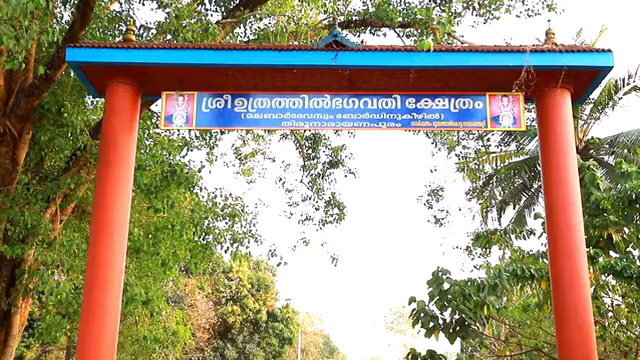 ശ്രീ ഉത്രത്തിൽഭഗവതി ക്ഷേത്രം
(മലബാർദേവസ്വം ബോർഡിനുകീഴിൽ)
തിരുനാരായണപുരം